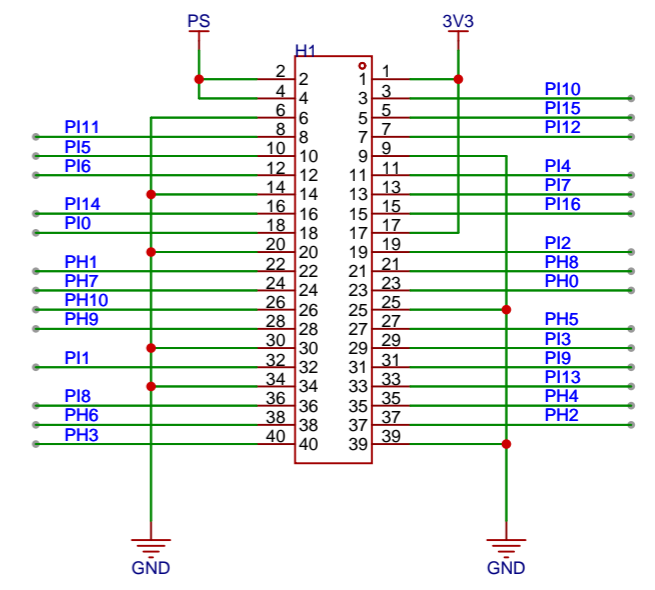 PS 3V3
H1
2 2 1 1
4 4 3 3 PI10
6 6 5 5 PI15
PI11 8 8 7 7 PI12
PI5 10 10 9 9
PI6 12 12 11 11 PI4
14 14 13 13 PI7
PI14 16 16 15 15 PI16
PI0 18 18 17 17
20 20 19 19 PI2
PH1 22 22 21 21 PH8
PH7 24 24 23 23 PH0
PH10 26 26 25 25
PH9 28 28 27 27 PH5
30 30 29 29 PI3
PI1 32 32 31 31 PI9
34 34 33 33 PI13
PI8 36 36 35 35 PH4
PH6 38 38 37 37 PH2
PH3 40 40 39 39
GND GND